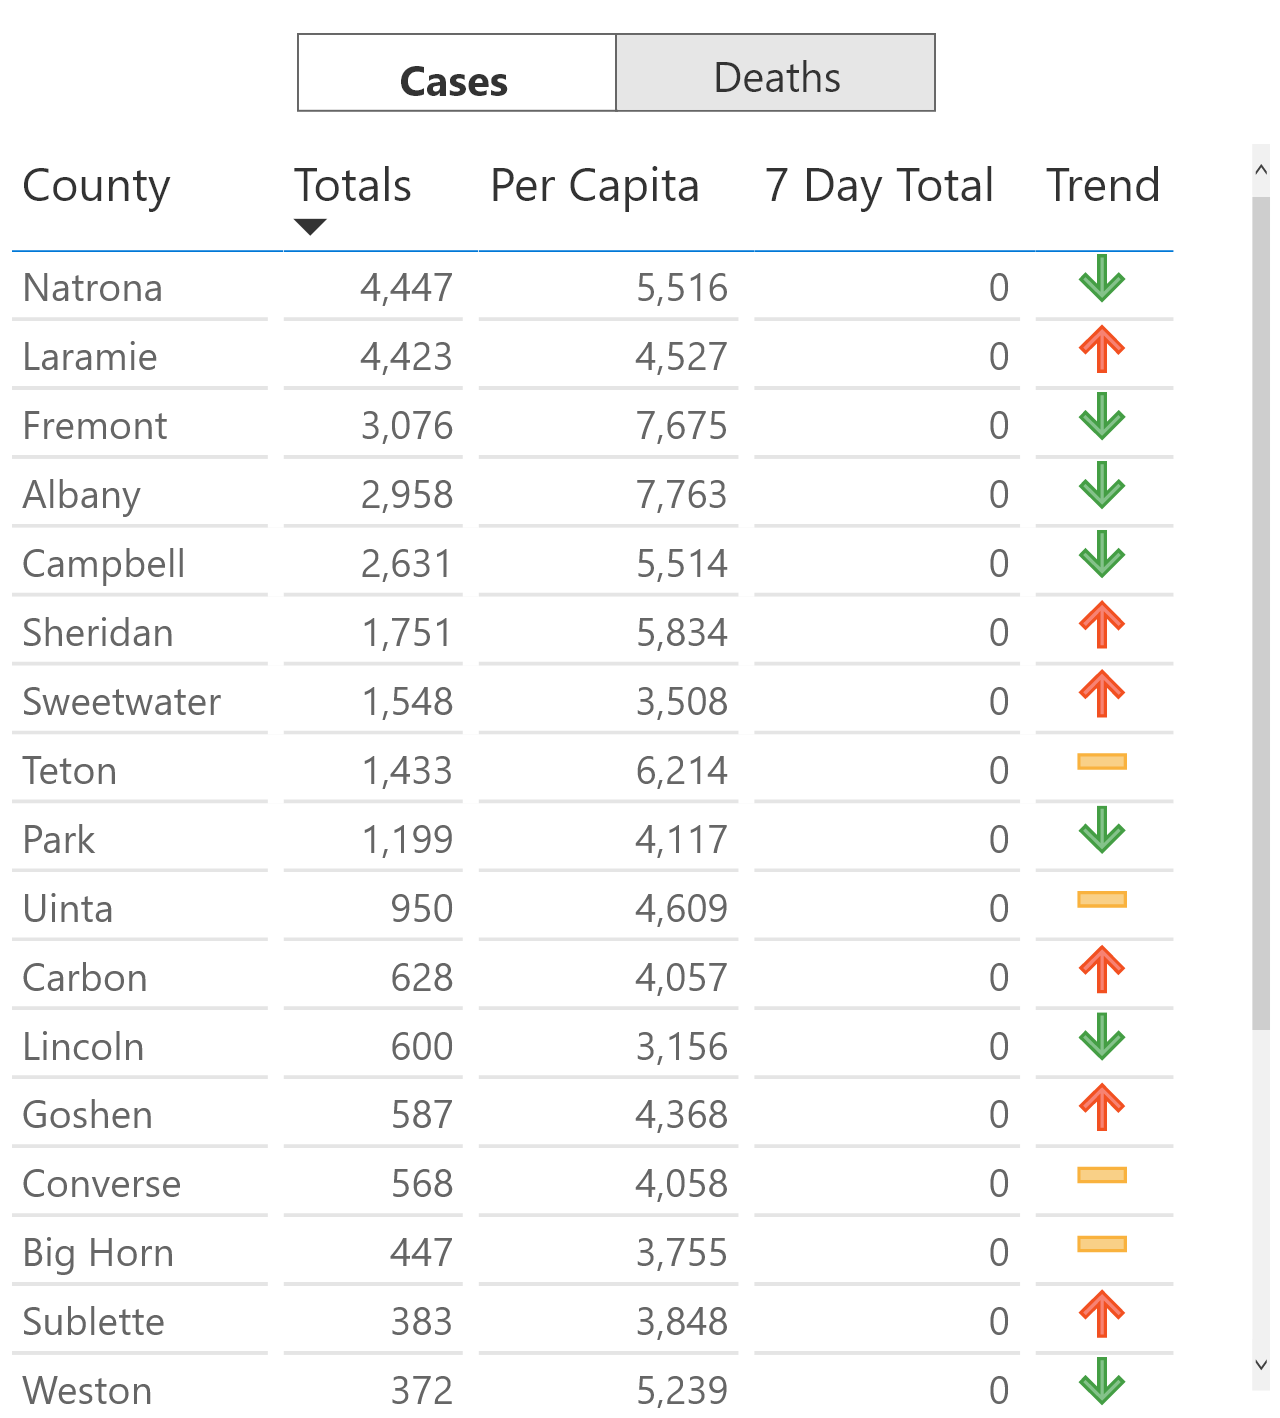 Cases Deaths
County Totals Per Capita 7 Day Total Trend
Natrona 4,447 5,516 0
Laramie 4,423 4,527 0
Fremont 3,076 7,675 0
Albany 2,958 7,763 0
Campbell 2,631 5,514 0
Sheridan 1,751 5,834 0
Sweetwater 1,548 3,508 0
Teton 1,433 6,214 0
Park 1,199 4,117 0
Uinta 950 4,609 0
Carbon 628 4,057 0
Lincoln 600 3,156 0
Goshen 587 4,368 0
Converse 568 4,058 0
Big Horn 447 3,755 0
Sublette 383 3,848 0
Weston 372 5,239 0